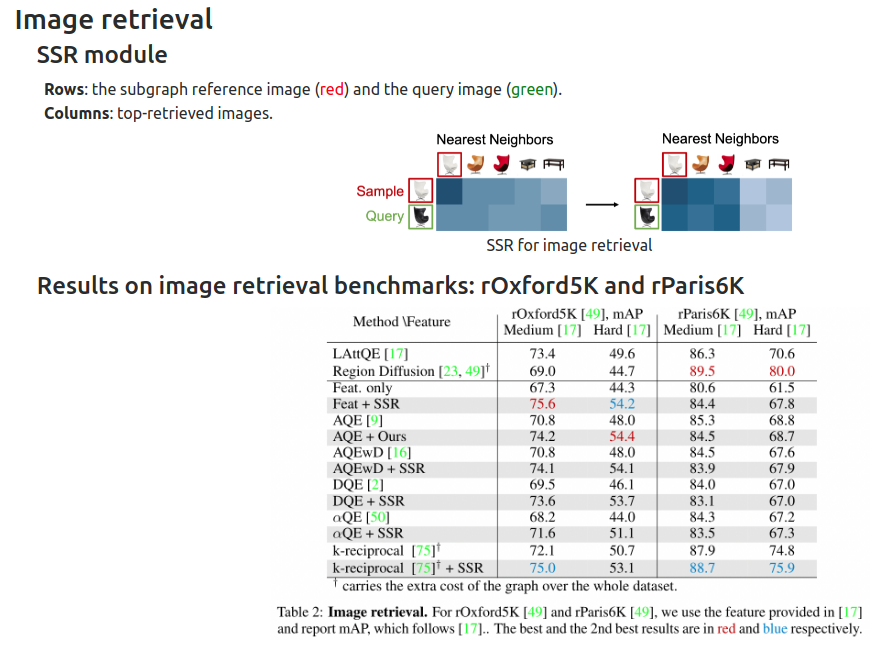 Image retrieval
SSR module
Rows: the subgraph reference image (red) and the query image (green).
Columns: top-retrieved images.
Nearest Neighbors
Nearest Neighbors
Sample
Query
SSR for image retrieval
Results on image retrieval benchmarks: rOxford5K and rParis6K
Method \Feature
rOxford5K [49], mAP rParis6K [49], mAP
Medium [17] Hard [17] Medium [17] Hard [17]
LAttQE [17] 73.4 49.6 86.3 70.6
Region Diffusion [23, 49]† 69.0 44.7 89.5 80.0
Feat. only 67.3 44.3 80.6 61.5
Feat + SSR 75.6 54.2 84.4 67.8
AQE [9] 70.8 48.0 85.3 68.8
AQE + Ours 74.2 54.4 84.5 68.7
AQEwD [16] 70.8 48.0 84.5 67.6
AQEwD + SSR 74.1 54.1 83.9 67.9
DQE [2] 69.5 46.1 84.0 67.0
DQE + SSR 73.6 53.7 83.1 67.0
αQE [50] 68.2 44.0 84.3 67.2
αQE + SSR 71.6 51.1 83.5 67.3
k-reciprocal [75]† 72.1 50.7 87.9 74.8
k-reciprocal [75]† + SSR 75.0 53.1 88.7 75.9
† carries the extra cost of the graph over the whole dataset.
Table 2: Image retrieval. For rOxford5K [49] and rParis6K [49], we use the feature provided in [17]
and report mAP, which follows [17].. The best and the 2nd best results are in red and blue respectively.